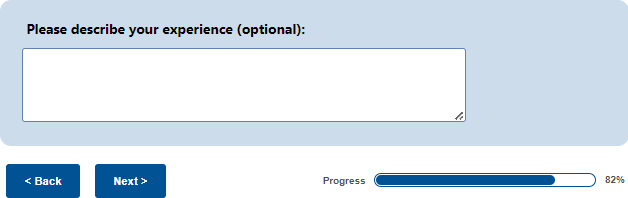 Please describe your experience (optional):
< Back
Next >
Progress
82%